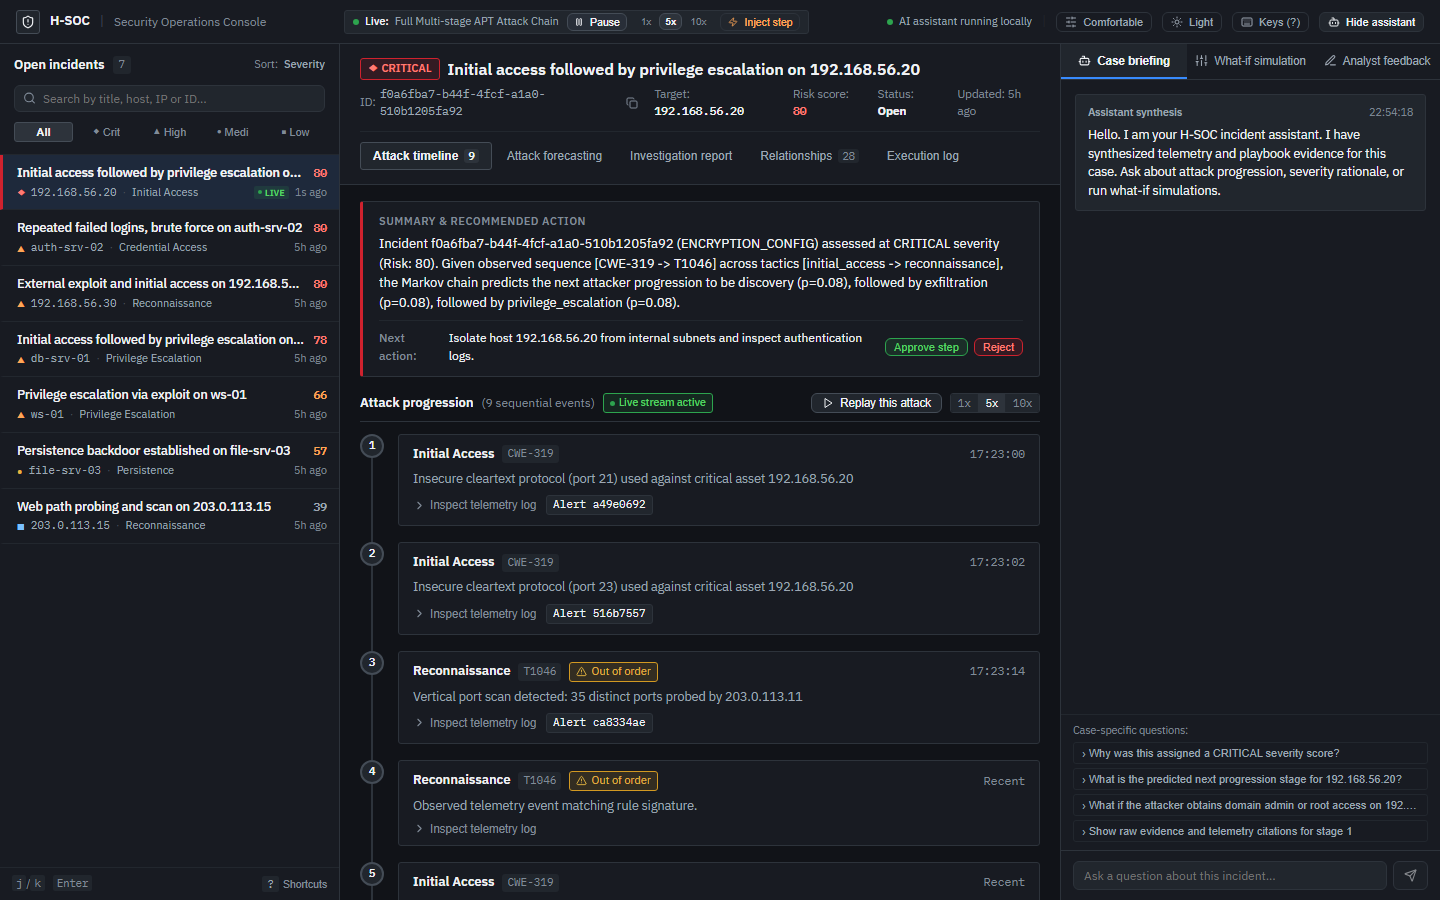 H-SOC | Security Operations Console
Live: Full Multi-stage APT Attack Chain Pause 1x 5x 10x Inject step
AI assistant running locally
Comfortable
Light
Keys (?)
Hide assistant
Open incidents 7
Sort: Severity
Search by title, host, IP or ID...
All Crit High Medi Low
Initial access followed by privilege escalation o... 80
192.168.56.20 · Initial Access LIVE 1s ago
Repeated failed logins, brute force on auth-srv-02 80
auth-srv-02 · Credential Access 5h ago
External exploit and initial access on 192.168.5... 80
192.168.56.30 · Reconnaissance 5h ago
Initial access followed by privilege escalation on... 78
db-srv-01 · Privilege Escalation 5h ago
Privilege escalation via exploit on ws-01 66
ws-01 · Privilege Escalation 5h ago
Persistence backdoor established on file-srv-03 57
file-srv-03 · Persistence 5h ago
Web path probing and scan on 203.0.113.15 39
203.0.113.15 · Reconnaissance 5h ago
j / k Enter
? Shortcuts
CRITICAL Initial access followed by privilege escalation on 192.168.56.20
ID: f0a6fba7-b44f-4fcf-a1a0-
510b1205fa92
Target:
192.168.56.20
Risk score:
80
Status:
Open
Updated: 5h
ago
Attack timeline 9
Attack forecasting
Investigation report
Relationships 28
Execution log
SUMMARY & RECOMMENDED ACTION
Incident f0a6fba7-b44f-4fcf-a1a0-510b1205fa92 (ENCRYPTION_CONFIG) assessed at CRITICAL severity
(Risk: 80). Given observed sequence [CWE-319 -> T1046] across tactics [initial_access -> reconnaissance],
the Markov chain predicts the next attacker progression to be discovery (p=0.08), followed by exfiltration
(p=0.08), followed by privilege_escalation (p=0.08).
Next
action:
Isolate host 192.168.56.20 from internal subnets and inspect authentication
logs.
Approve step
Reject
Attack progression (9 sequential events) Live stream active
Replay this attack 1x 5x 10x
1
Initial Access CWE-319 17:23:00
Insecure cleartext protocol (port 21) used against critical asset 192.168.56.20
Inspect telemetry log Alert a49e0692
2
Initial Access CWE-319 17:23:02
Insecure cleartext protocol (port 23) used against critical asset 192.168.56.20
Inspect telemetry log Alert 516b7557
3
Reconnaissance T1046 Out of order 17:23:14
Vertical port scan detected: 35 distinct ports probed by 203.0.113.11
Inspect telemetry log Alert ca8334ae
4
Reconnaissance T1046 Out of order Recent
Observed telemetry event matching rule signature.
Inspect telemetry log
5
Initial Access CWE-319 Recent
Case briefing
What-if simulation
Analyst feedback
Assistant synthesis 22:54:18
Hello. I am your H-SOC incident assistant. I have
synthesized telemetry and playbook evidence for this
case. Ask about attack progression, severity rationale, or
run what-if simulations.
Case-specific questions:
› Why was this assigned a CRITICAL severity score?
› What is the predicted next progression stage for 192.168.56.20?
› What if the attacker obtains domain admin or root access on 192....
› Show raw evidence and telemetry citations for stage 1
Ask a question about this incident...